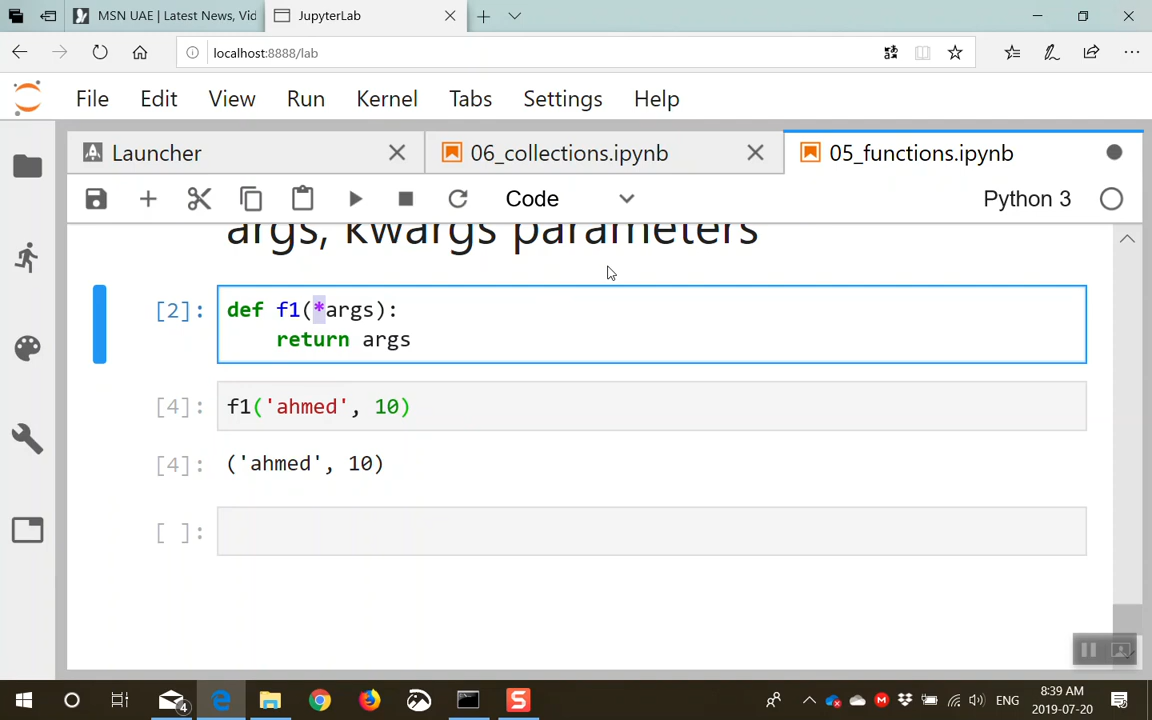 MSN UAE | Latest News, Vid
JupyterLab
localhost:8888/lab
File Edit View Run Kernel Tabs Settings Help
Launcher
06_collections.ipynb
05_functions.ipynb
Code
Python 3
args, kwargs parameters
[2]: def f1(*args):
return args
[4]: f1('ahmed', 10)
[4]: ('ahmed', 10)
[ ]:
4
S
M
ENG
8:39 AM
2019-07-20